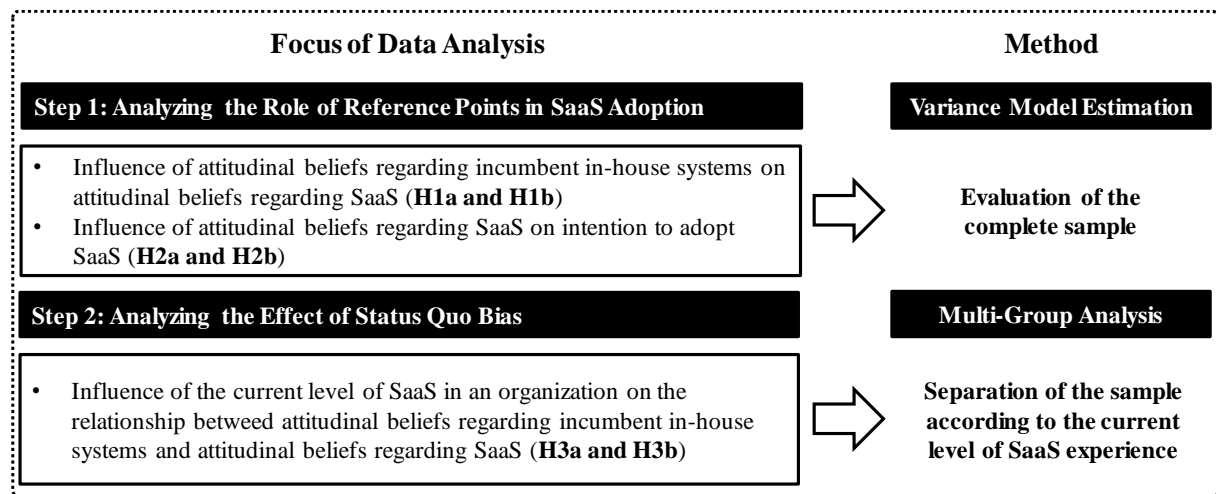 Focus of Data Analysis
Method
Step 1: Analyzing the Role of Reference Points in SaaS Adoption
Variance Model Estimation
• Influence of attitudinal beliefs regarding incumbent in-house systems on
attitudinal beliefs regarding SaaS (H1a and H1b)
• Influence of attitudinal beliefs regarding SaaS on intention to adopt
SaaS (H2a and H2b)
Evaluation of the
complete sample
Step 2: Analyzing the Effect of Status Quo Bias
Multi-Group Analysis
• Influence of the current level of SaaS in an organization on the
relationship betweed attitudinal beliefs regarding incumbent in-house
systems and attitudinal beliefs regarding SaaS (H3a and H3b)
Separation of the sample
according to the current
level of SaaS experience